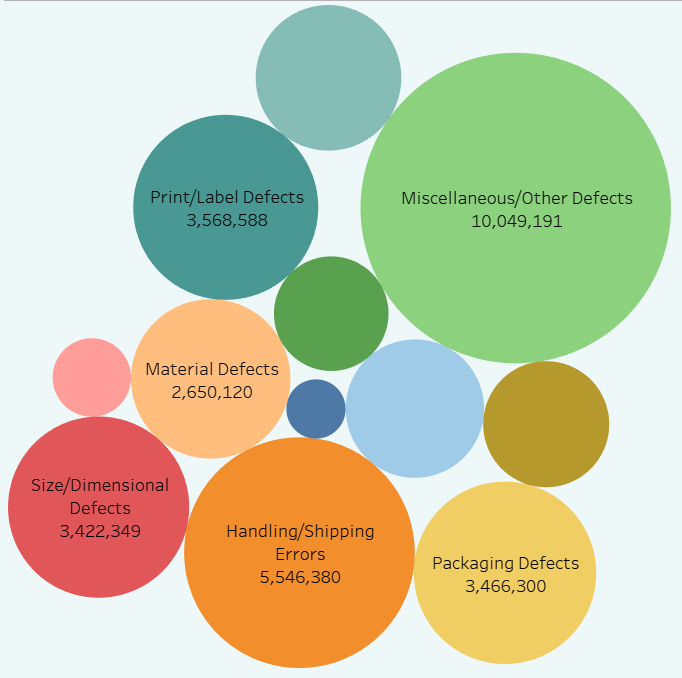 Print/Label Defects
3,568,588
Miscellaneous/Other Defects
10,049,191
Material Defects
2,650,120
Size/Dimensional
Defects
3,422,349
Handling/Shipping
Errors
5,546,380
Packaging Defects
3,466,300